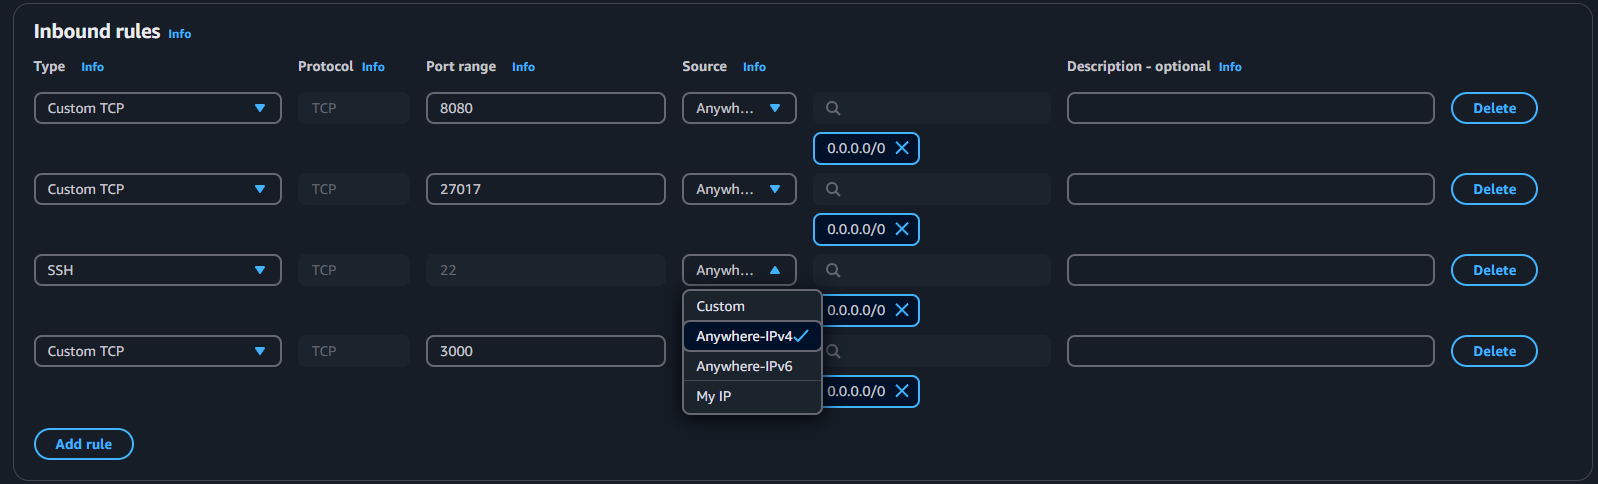 Inbound rules Info
Type Info Protocol Info Port range Info Source Info Description - optional Info
Custom TCP TCP 8080 Anywh... Delete
0.0.0.0/0
Custom TCP TCP 27017 Anywh... Delete
0.0.0.0/0
SSH TCP 22 Anywh... Delete
Custom 0.0.0.0/0
Anywhere-IPv4
Custom TCP TCP 3000 Delete
Anywhere-IPv6
My IP 0.0.0.0/0
Add rule